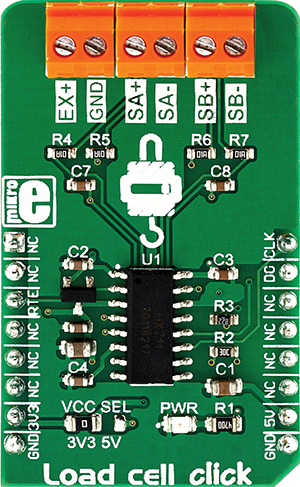 EX+ GND SA+ SA- SB+ SB-
R4 R5 R6 R7
C7 C8
mikro
e
U1
NC
NC
RTE
NC
NC
NC
3V3
GND
CLK
DO
NC
NC
NC
NC
5V
GND
C2 C3
R3
R2
C4 C1
VCC SEL PWR R1
3V3 5V
0 4700
Load cell click